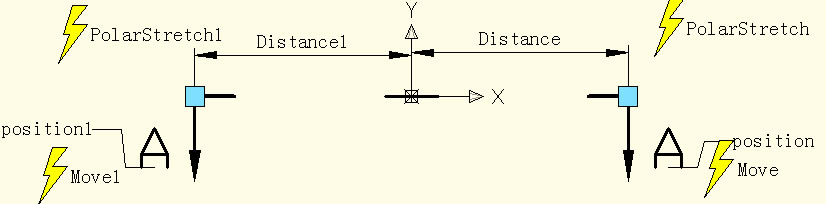 Y
PolarStretch1
Distance1
Distance
PolarStretch
X
position1
A
A
position
Move1
Move